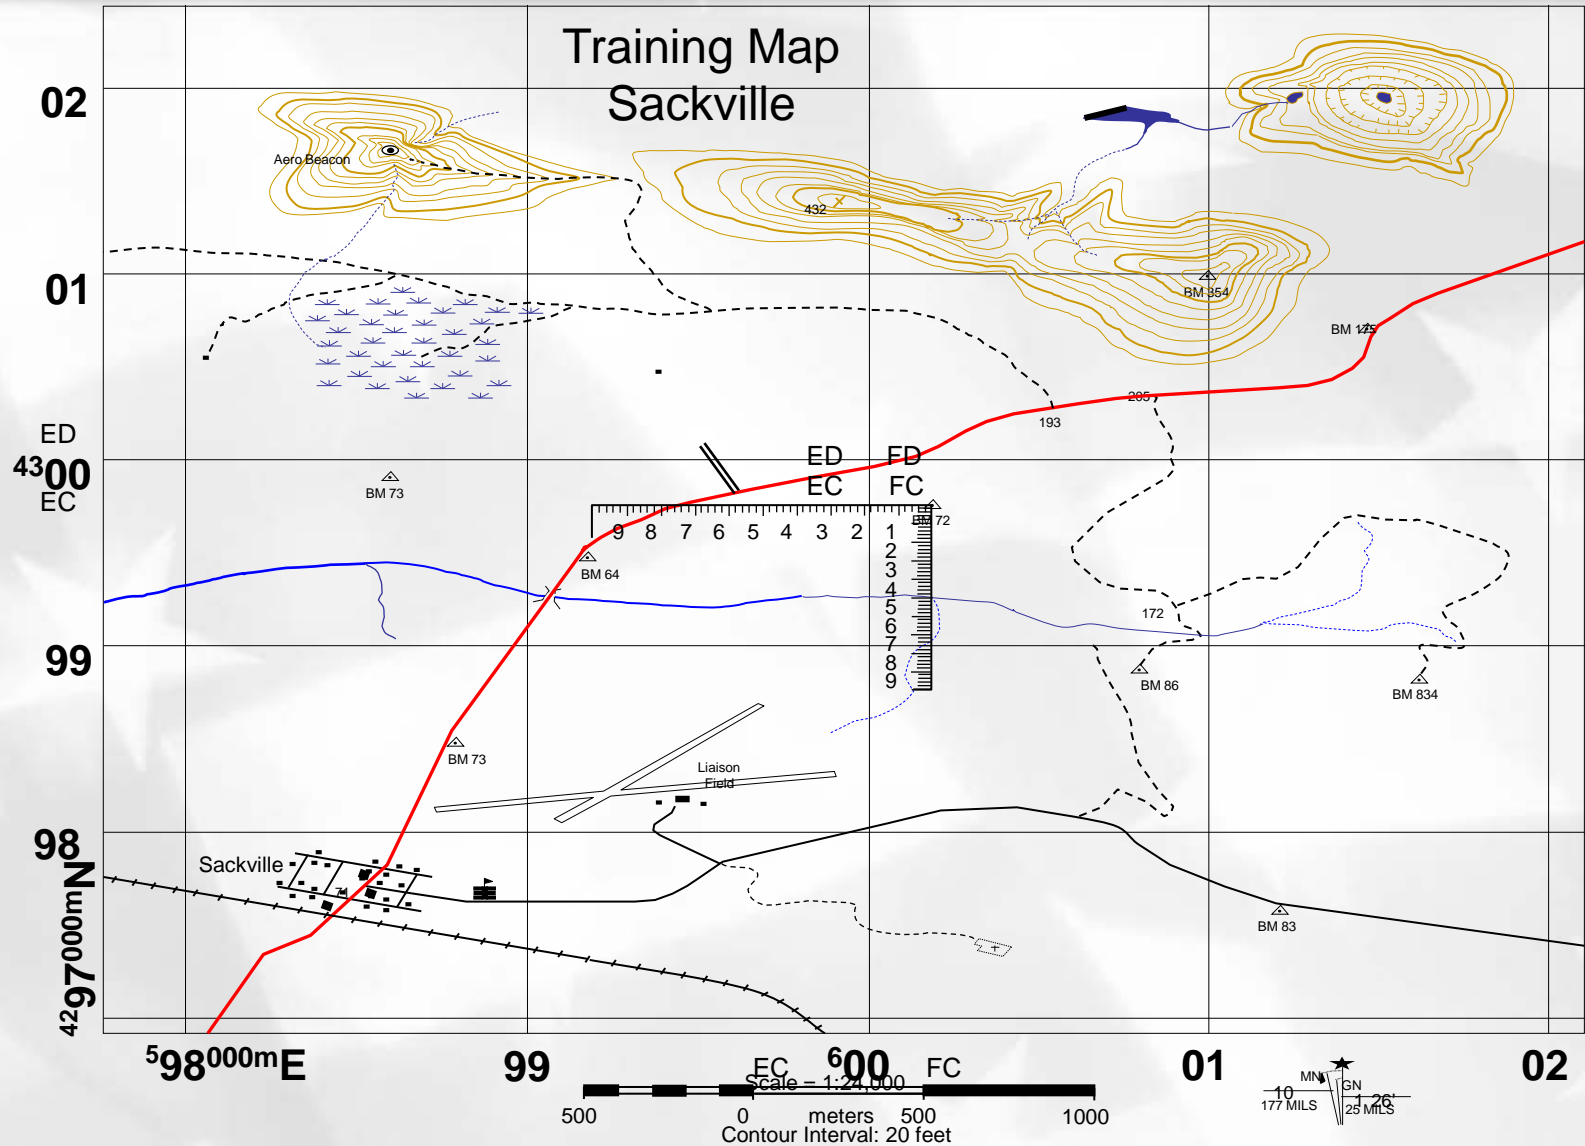 Training Map
Sackville
02
Aero Beacon
432
01
BM 354
BM 175
ED
205
193
4300
ED FD
EC
EC FC
BM 73
BM 72
9 8 7 6 5 4 3 2 1
2
3
4
5
6
7
8
9
BM 64
172
99
BM 86
BM 834
BM 73
Liaison
Field
98
Sackville
71
4297000mN
BM 83
598000mE
99
EC
600
FC
01
02
Scale = 1:24,000
500 0 meters 500 1000
Contour Interval: 20 feet
MN
GN
10
177 MILS
1 26'
25 MILS